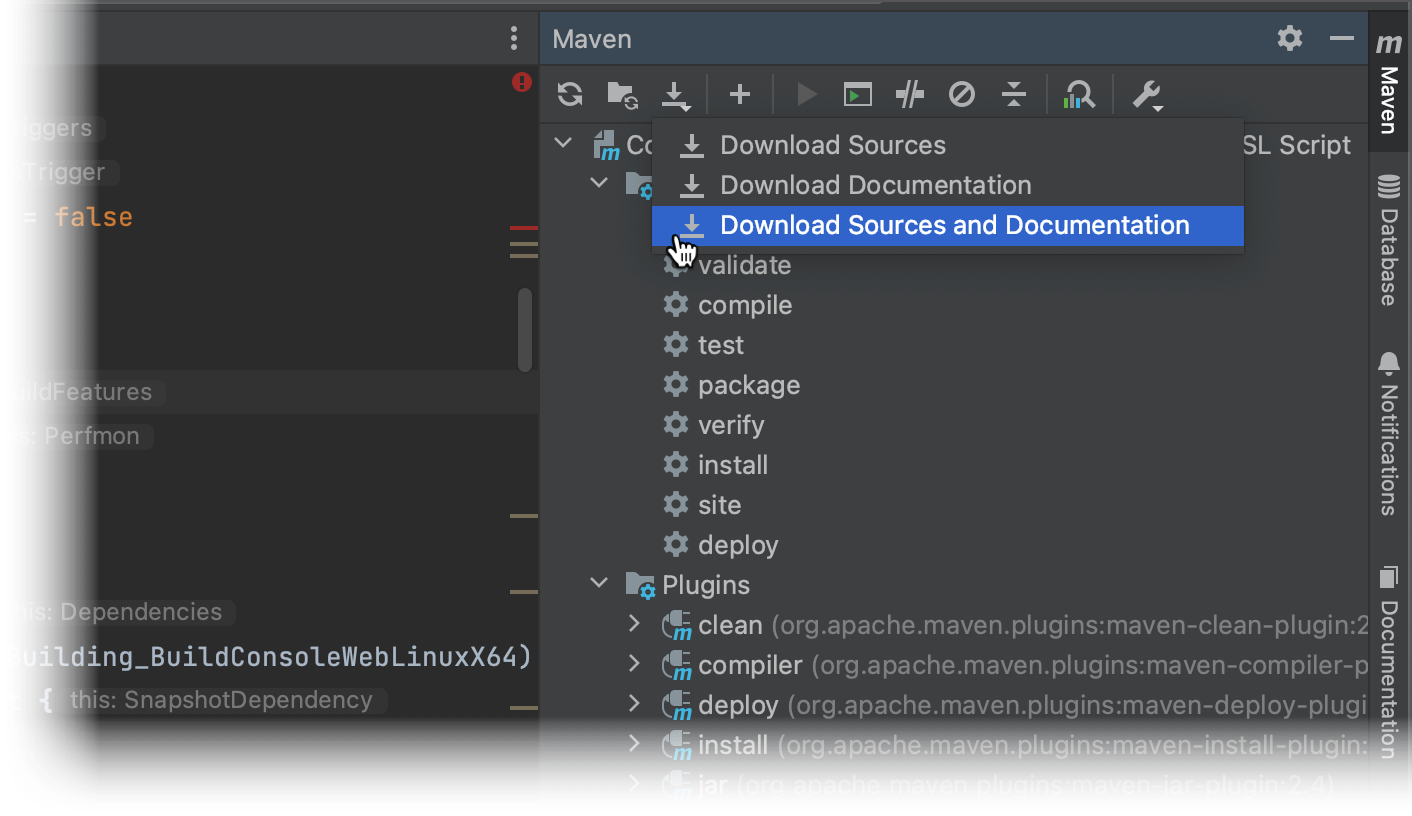 Maven
Download Sources
Download Documentation
Download Sources and Documentation
SL Script
validate
compile
test
package
verify
install
site
deploy
Plugins
clean (org.apache.maven.plugins:maven-clean-plugin:2
compiler (org.apache.maven.plugins:maven-compiler-p
deploy (org.apache.maven.plugins:maven-deploy-plugi
install (org.apache.maven.plugins:maven-install-plugin:
jar (org.apache.maven.plugins:maven-jar-plugin:2.4)
iggers
Trigger
= false
ildFeatures
s: Perfmon
his: Dependencies
Building_BuildConsoleWebLinuxX64)
{ this: SnapshotDependency
Maven
Database
Notifications
Documentation